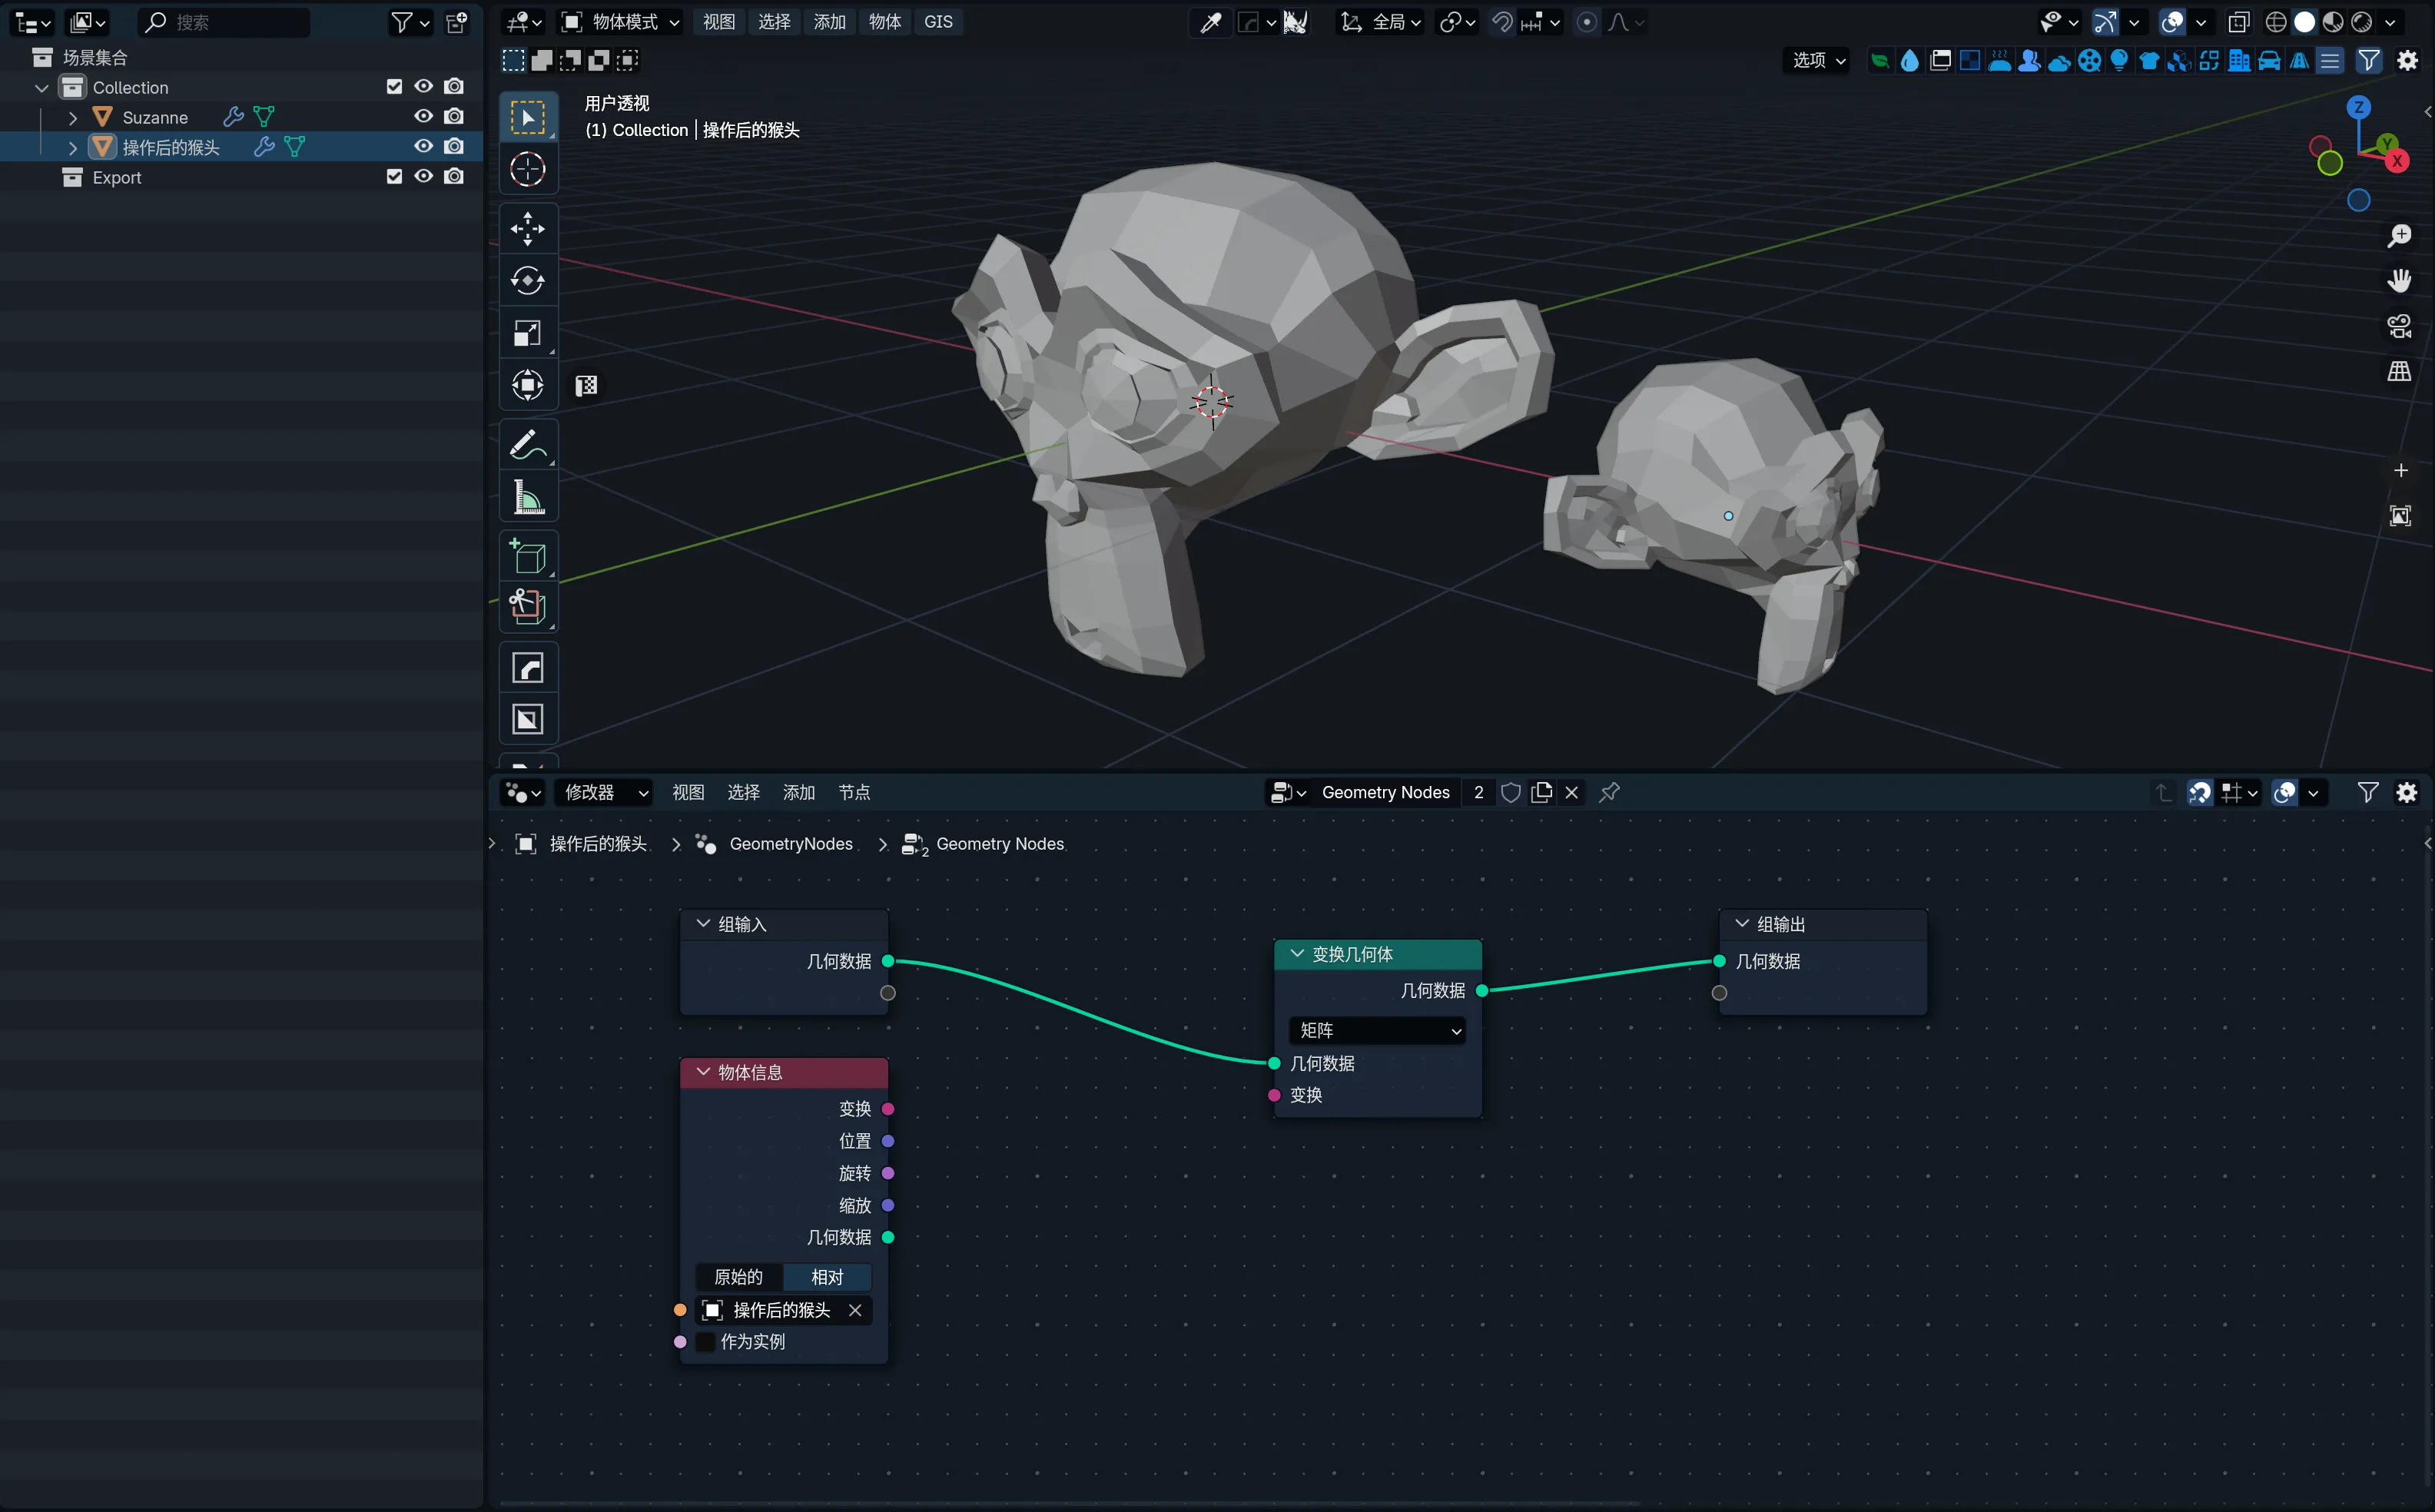 搜索
场景集合
Collection
Suzanne
操作后的猴头
Export
物体模式 视图 选择 添加 物体 GIS 全局
选项
用户透视
(1) Collection | 操作后的猴头
Z
Y
X
修改器 视图 选择 添加 节点 Geometry Nodes 2
操作后的猴头 GeometryNodes 2 Geometry Nodes
组输入
几何数据
物体信息
变换
位置
旋转
缩放
几何数据
原始的 相对
操作后的猴头
作为实例
变换几何体
几何数据
矩阵
几何数据
变换
组输出
几何数据